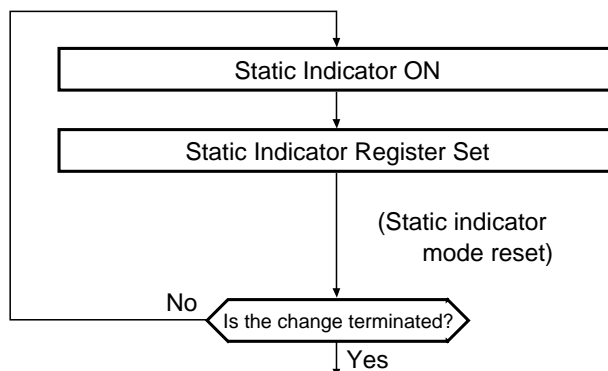 Static Indicator ON
Static Indicator Register Set
(Static indicator
mode reset)
No
Is the change terminated?
Yes